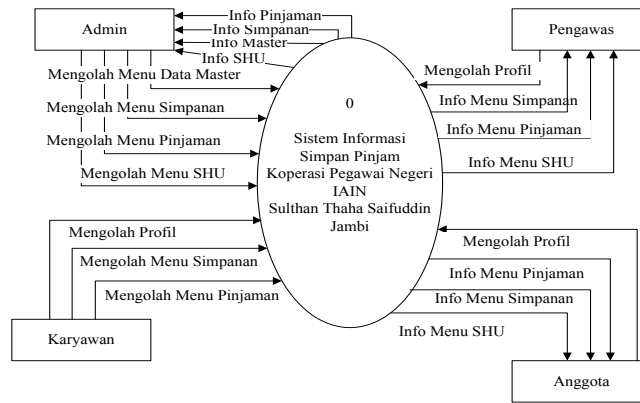 Info Pinjaman
Info Simpanan
Info Master
Info SHU
Admin
Pengawas
Mengolah Menu Data Master
Mengolah Menu Simpanan
Mengolah Menu Pinjaman
Mengolah Menu SHU
Mengolah Profil
Info Menu Simpanan
Info Menu Pinjaman
Info Menu SHU
0
Sistem Informasi
Simpan Pinjam
Koperasi Pegawai Negeri
IAIN
Sulthan Thaha Saifuddin
Jambi
Mengolah Profil
Mengolah Menu Simpanan
Mengolah Menu Pinjaman
Karyawan
Mengolah Profil
Info Menu Pinjaman
Info Menu Simpanan
Info Menu SHU
Anggota